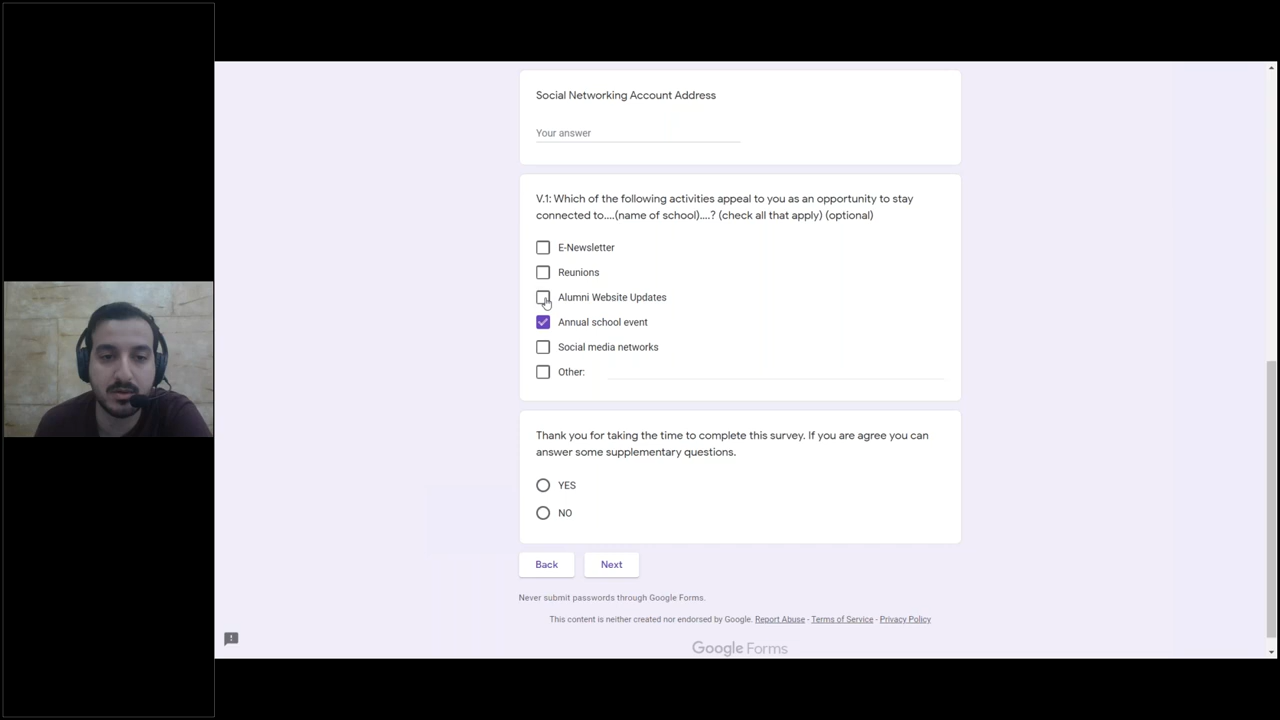 Social Networking Account Address
Your answer
V.1: Which of the following activities appeal to you as an opportunity to stay
connected to....(name of school)....? (check all that apply) (optional)
E-Newsletter
Reunions
Alumni Website Updates
Annual school event
Social media networks
Other:
Thank you for taking the time to complete this survey. If you are agree you can
answer some supplementary questions.
YES
NO
Back Next
Never submit passwords through Google Forms.
This content is neither created nor endorsed by Google. Report Abuse - Terms of Service - Privacy Policy
Google Forms